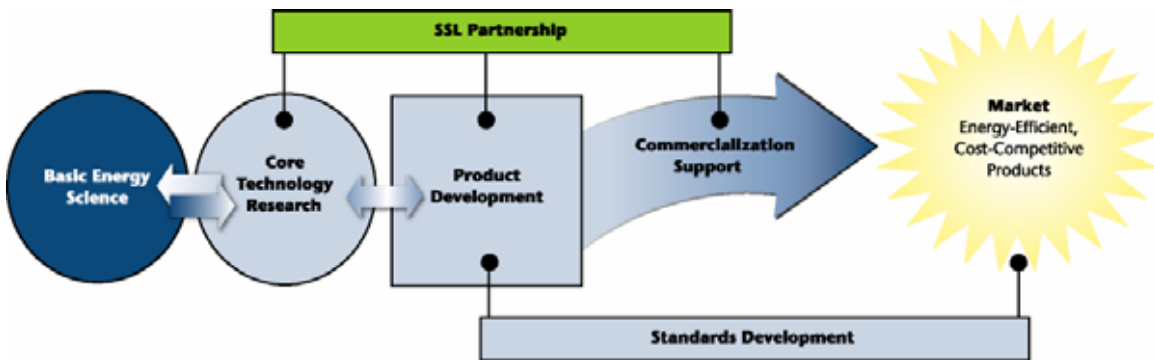 SSL Partnership
Basic Energy
Science
Core
Technology
Research
Product
Development
Commercialization
Support
Market
Energy-Efficient,
Cost-Competitive
Products
Standards Development